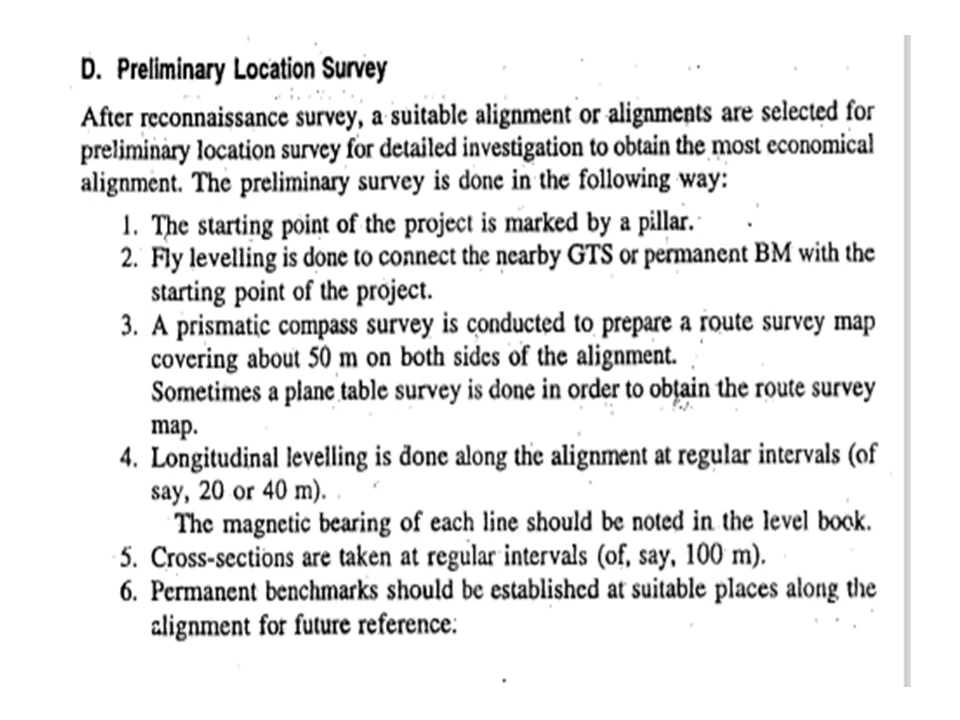 D. Preliminary Location Survey
After reconnaissance survey, a suitable alignment or alignments are selected for
preliminary location survey for detailed investigation to obtain the most economical
alignment. The preliminary survey is done in the following way:
1. The starting point of the project is marked by a pillar.
2. Fly levelling is done to connect the nearby GTS or permanent BM with the
starting point of the project.
3. A prismatic compass survey is conducted to prepare a route survey map
covering about 50 m on both sides of the alignment.
Sometimes a plane table survey is done in order to obtain the route survey
map.
4. Longitudinal levelling is done along the alignment at regular intervals (of
say, 20 or 40 m).
The magnetic bearing of each line should be noted in the level book.
5. Cross-sections are taken at regular intervals (of, say, 100 m).
6. Permanent benchmarks should be established at suitable places along the
alignment for future reference.